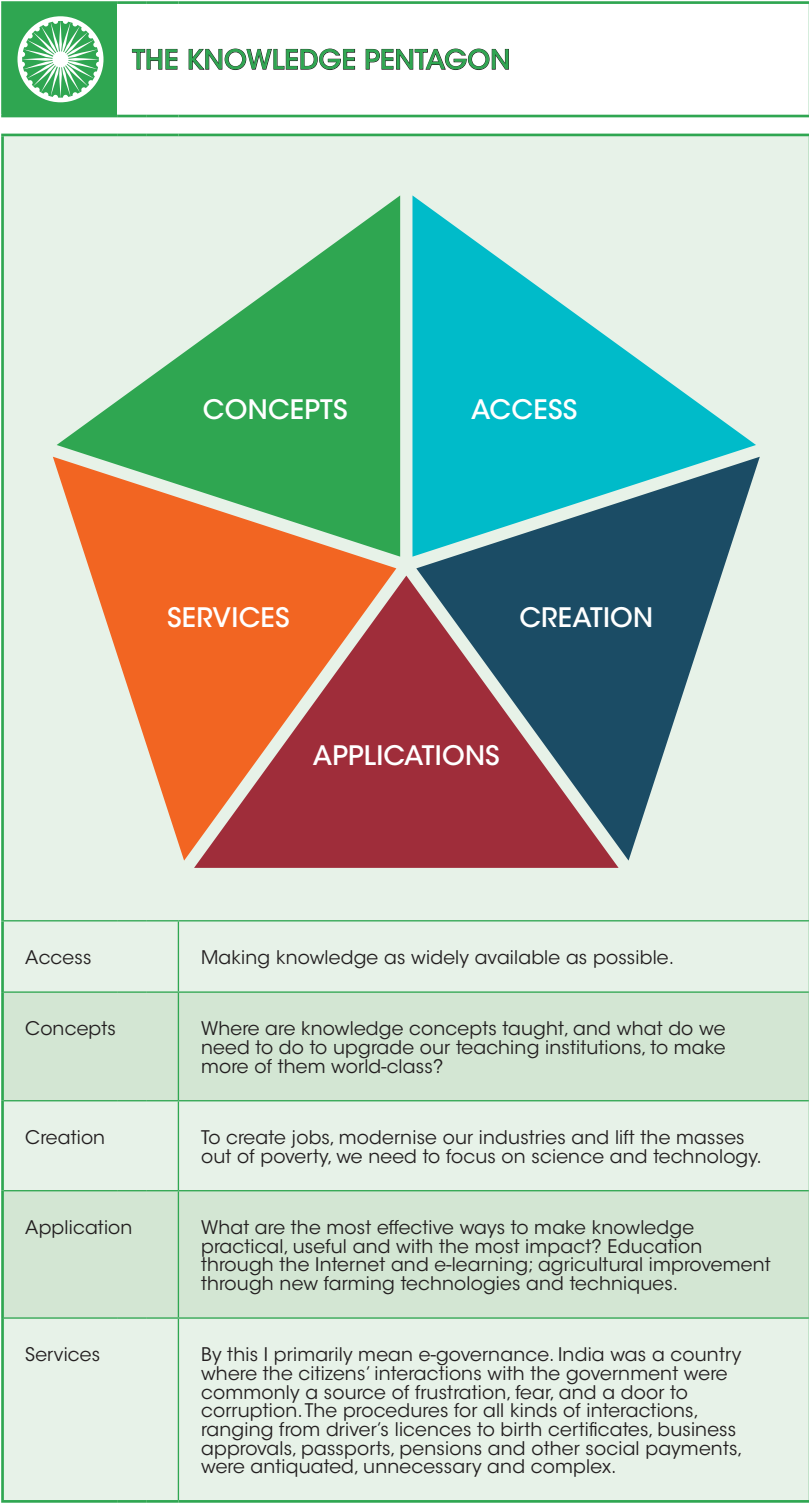 THE KNOWLEDGE PENTAGON
CONCEPTS
ACCESS
SERVICES
CREATION
APPLICATIONS
Access
Making knowledge as widely available as possible.
Concepts
Where are knowledge concepts taught, and what do we
need to do to upgrade our teaching institutions, to make
more of them world-class?
Creation
To create jobs, modernise our industries and lift the masses
out of poverty, we need to focus on science and technology.
Application
What are the most effective ways to make knowledge
practical, useful and with the most impact? Education
through the Internet and e-learning; agricultural improvement
through new farming technologies and techniques.
Services
By this I primarily mean e-governance. India was a country
where the citizens’ interactions with the government were
commonly a source of frustration, fear, and a door to
corruption. The procedures for all kinds of interactions,
ranging from driver’s licences to birth certificates, business
approvals, passports, pensions and other social payments,
were antiquated, unnecessary and complex.